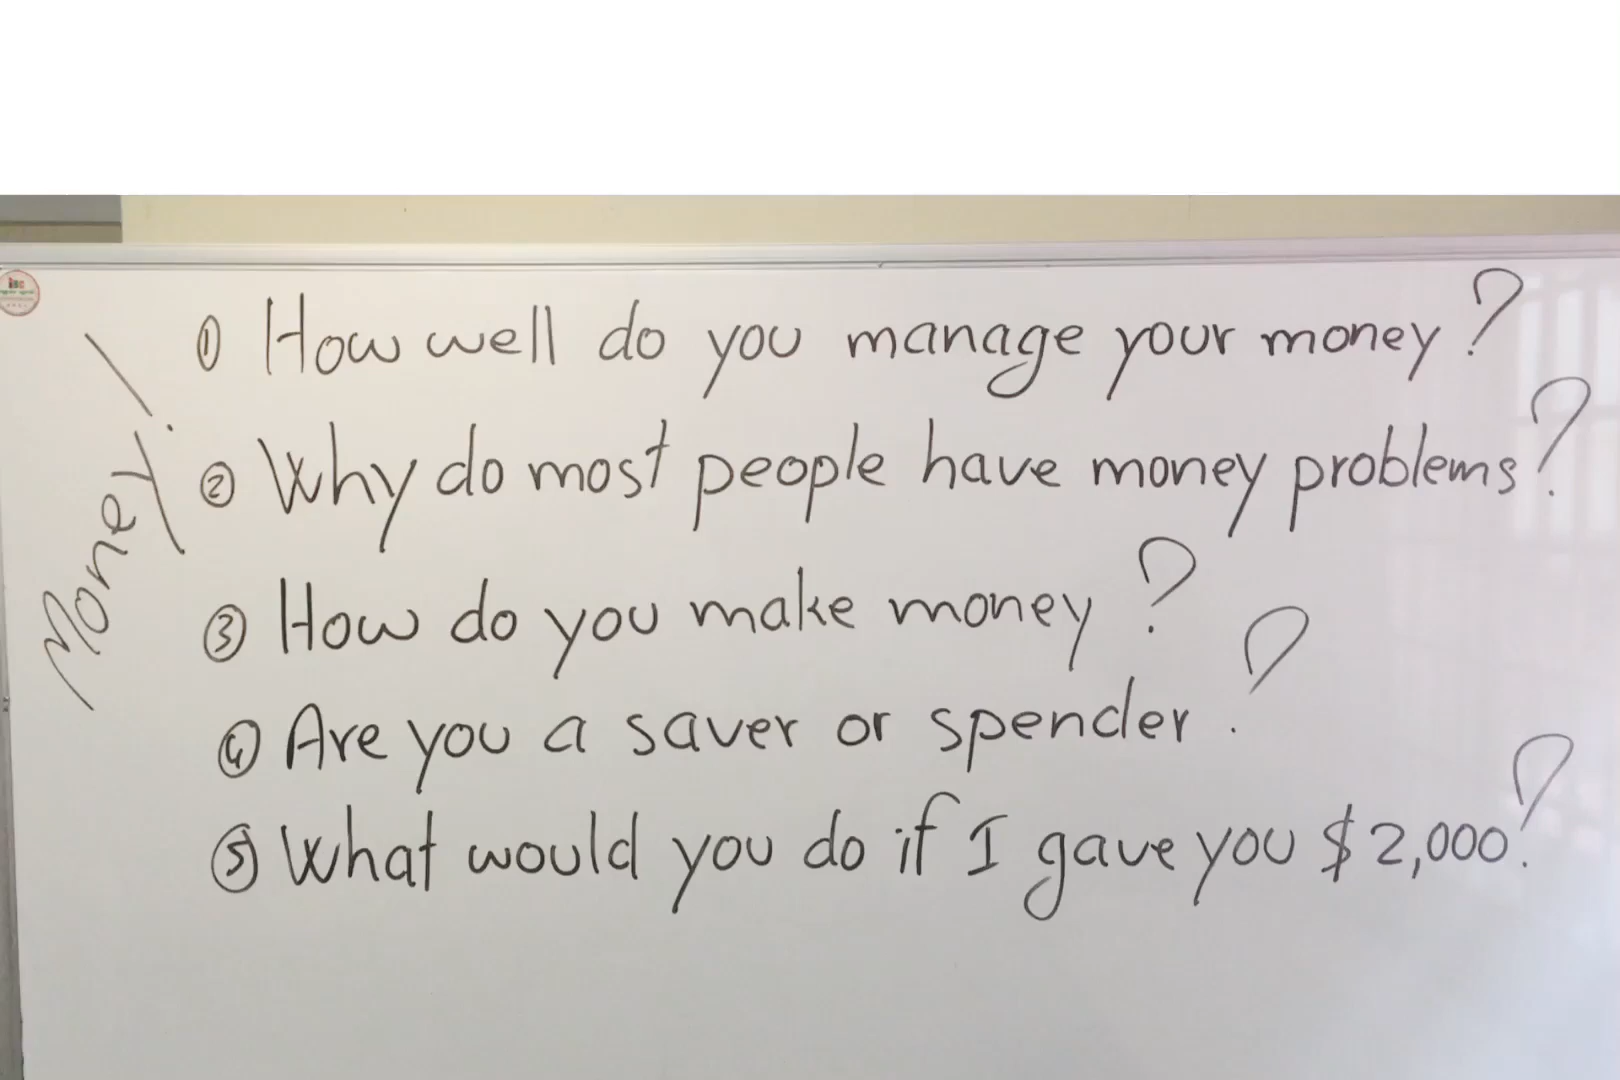 Money!
① How well do you manage your money?
② Why do most people have money problems?
③ How do you make money?
④ Are you a saver or spender?
⑤ What would you do if I gave you $2,000?